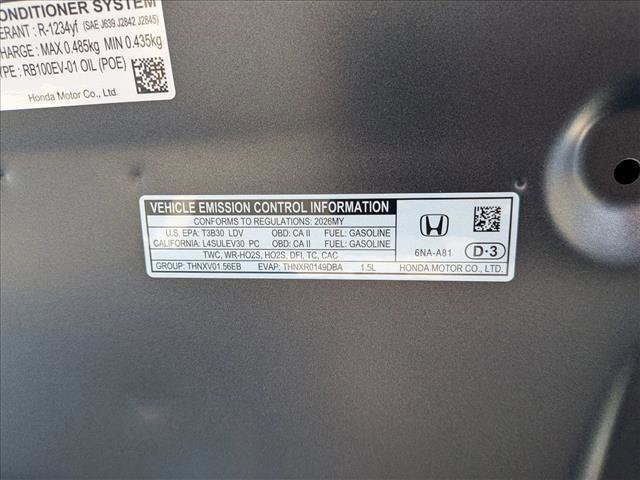 ONDITIONER SYSTEM
ERANT : R-1234yf (SAE J639 J2842 J2845)
HARGE : MAX 0.485kg MIN 0.435kg
YPE : RB100EV-01 OIL (POE)
Honda Motor Co., Ltd.
VEHICLE EMISSION CONTROL INFORMATION
CONFORMS TO REGULATIONS: 2026MY
U.S. EPA: T3B30 LDV OBD: CA II FUEL: GASOLINE
CALIFORNIA: L4SULEV30 PC OBD: CA II FUEL: GASOLINE
TWC, WR-HO2S, HO2S, DFI, TC, CAC
GROUP: THNXV01.56EB EVAP: THNXR0149DBA 1.5L
6NA-A81 D-3
HONDA MOTOR CO., LTD.